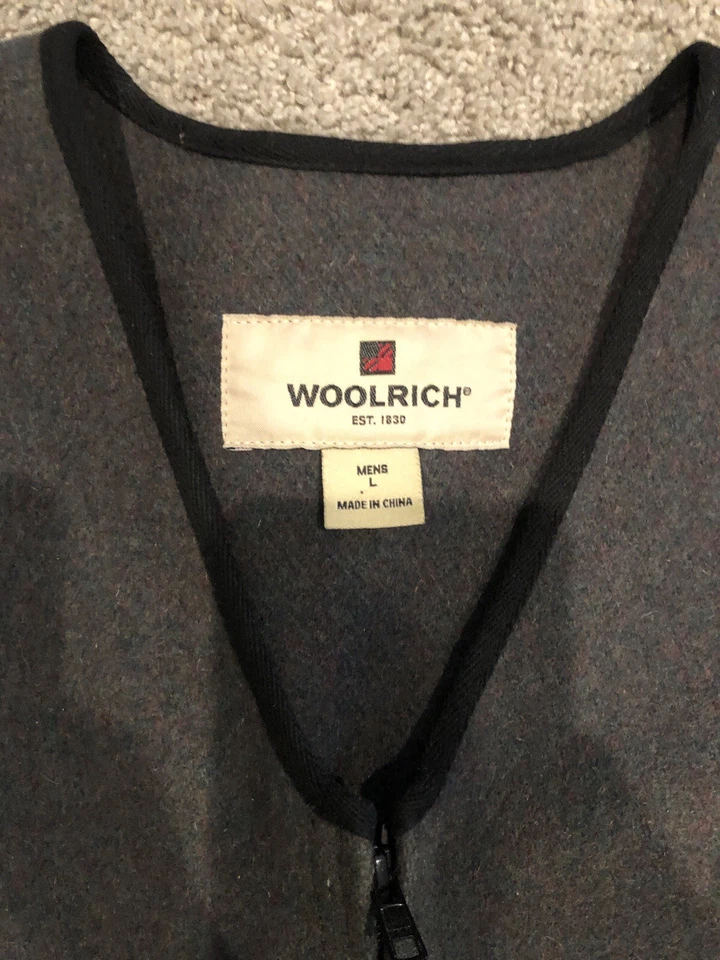 WOOLRICH®
EST. 1830
MENS
L
MADE IN CHINA